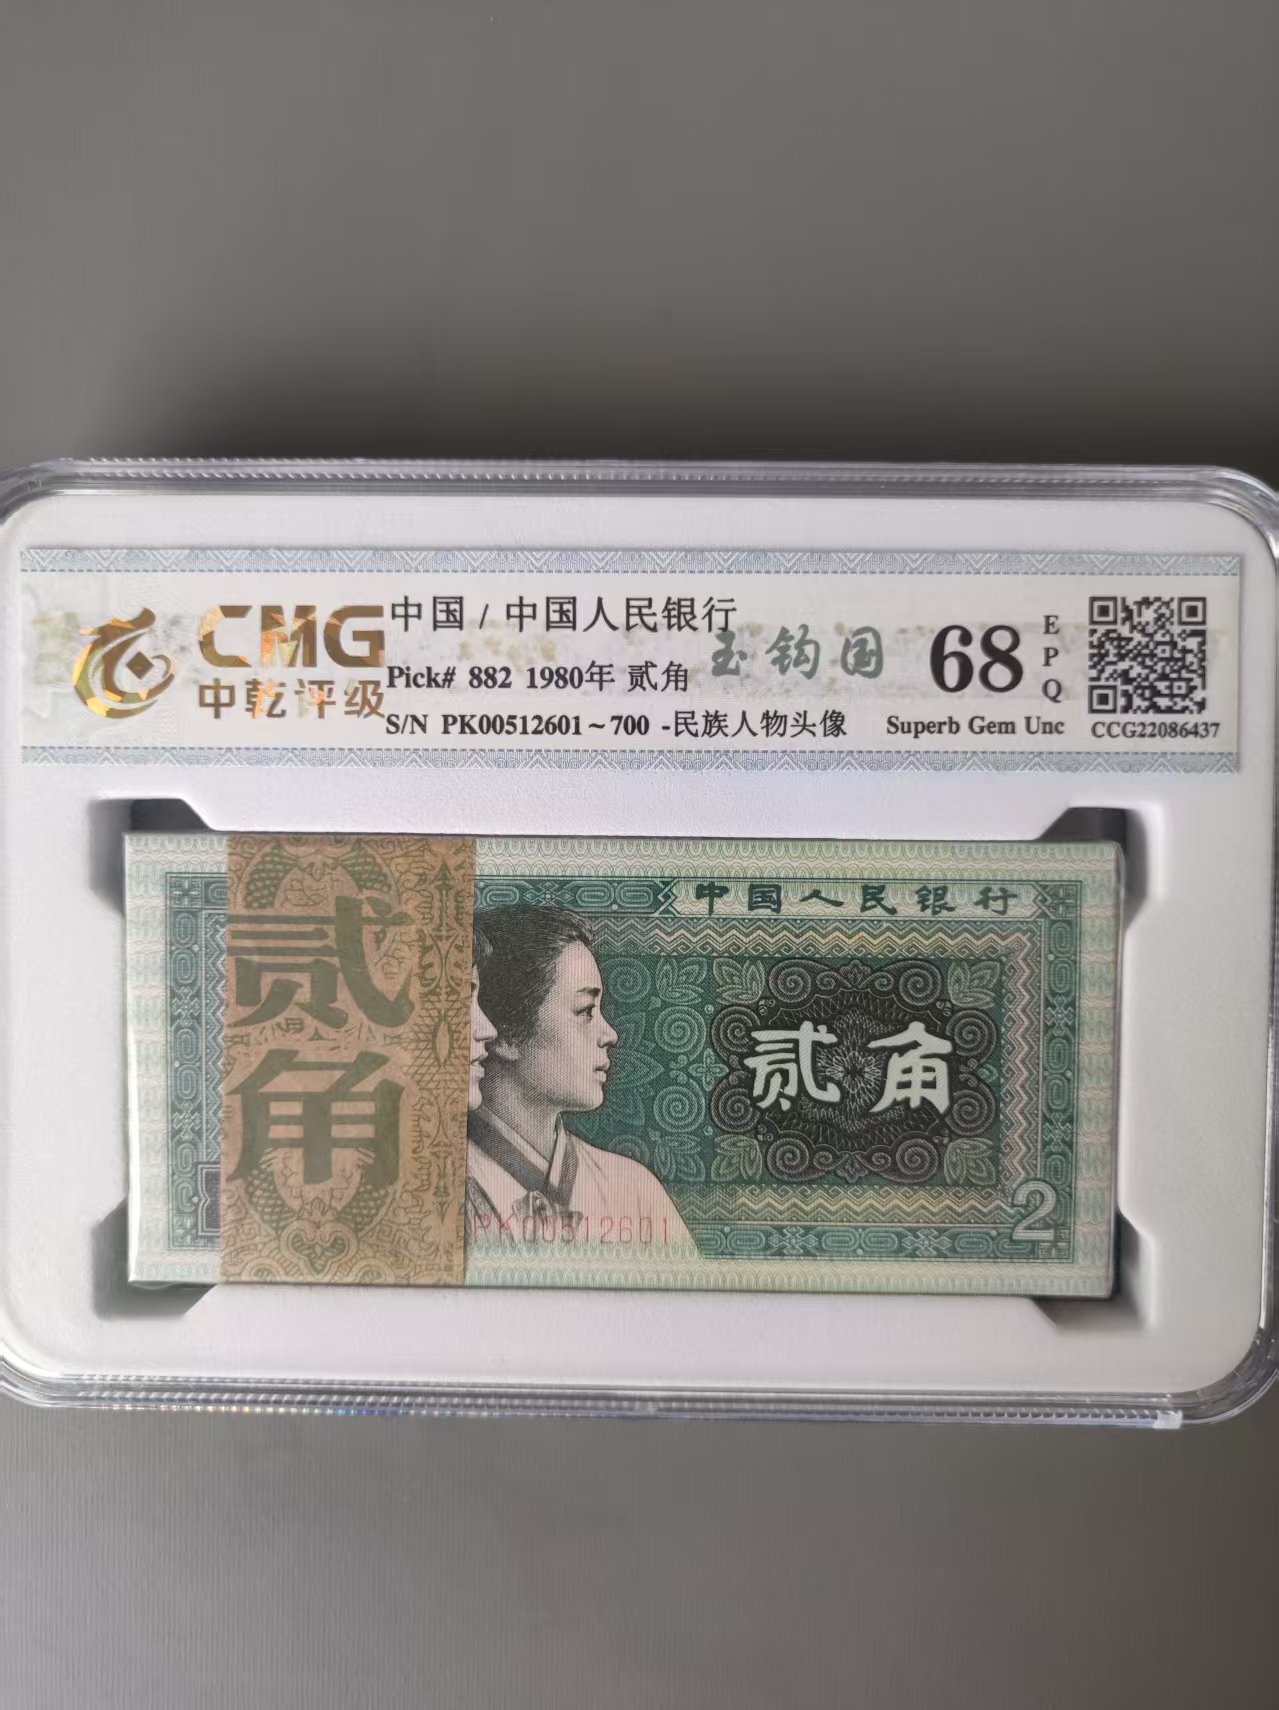 CMG
中乾评级
中国 / 中国人民银行
Pick# 882 1980年 贰角
玉钩国
S/N PK00512601~700 -民族人物头像
68
EPQ
Superb Gem Unc
CCG22086437
贰角
中国人民银行
贰角
PK00512601
2